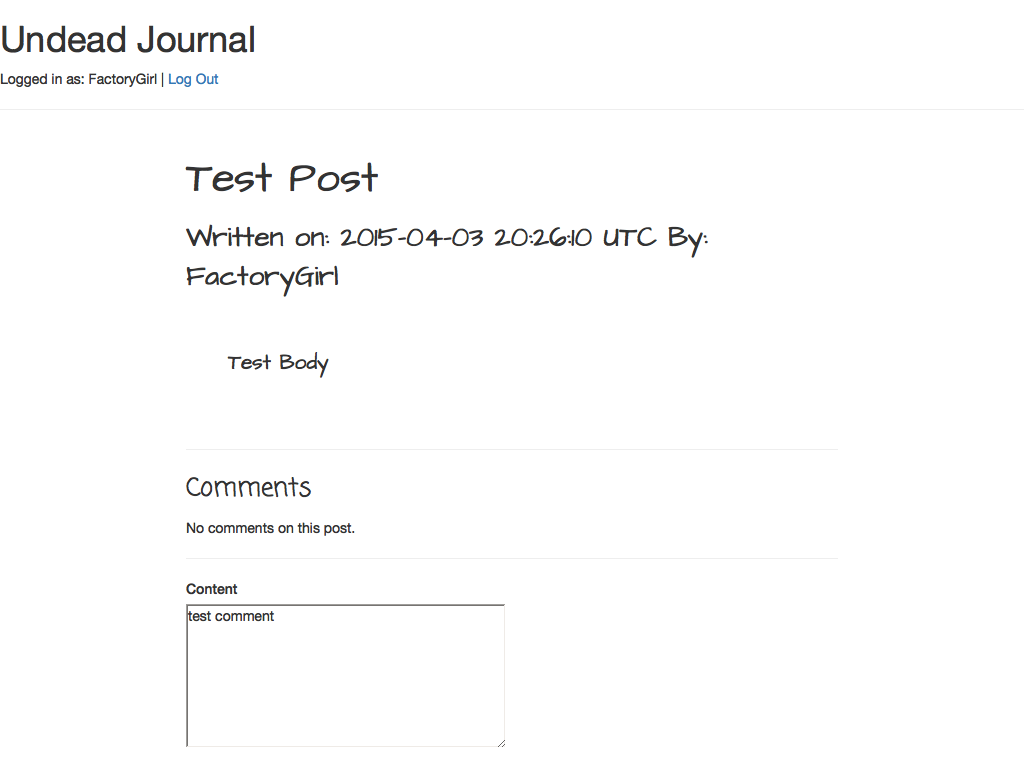 Undead Journal
Logged in as: FactoryGirl | Log Out
Test Post
Written on: 2015-04-03 20:26:10 UTC By:
FactoryGirl
Test Body
Comments
No comments on this post.
Content
test comment